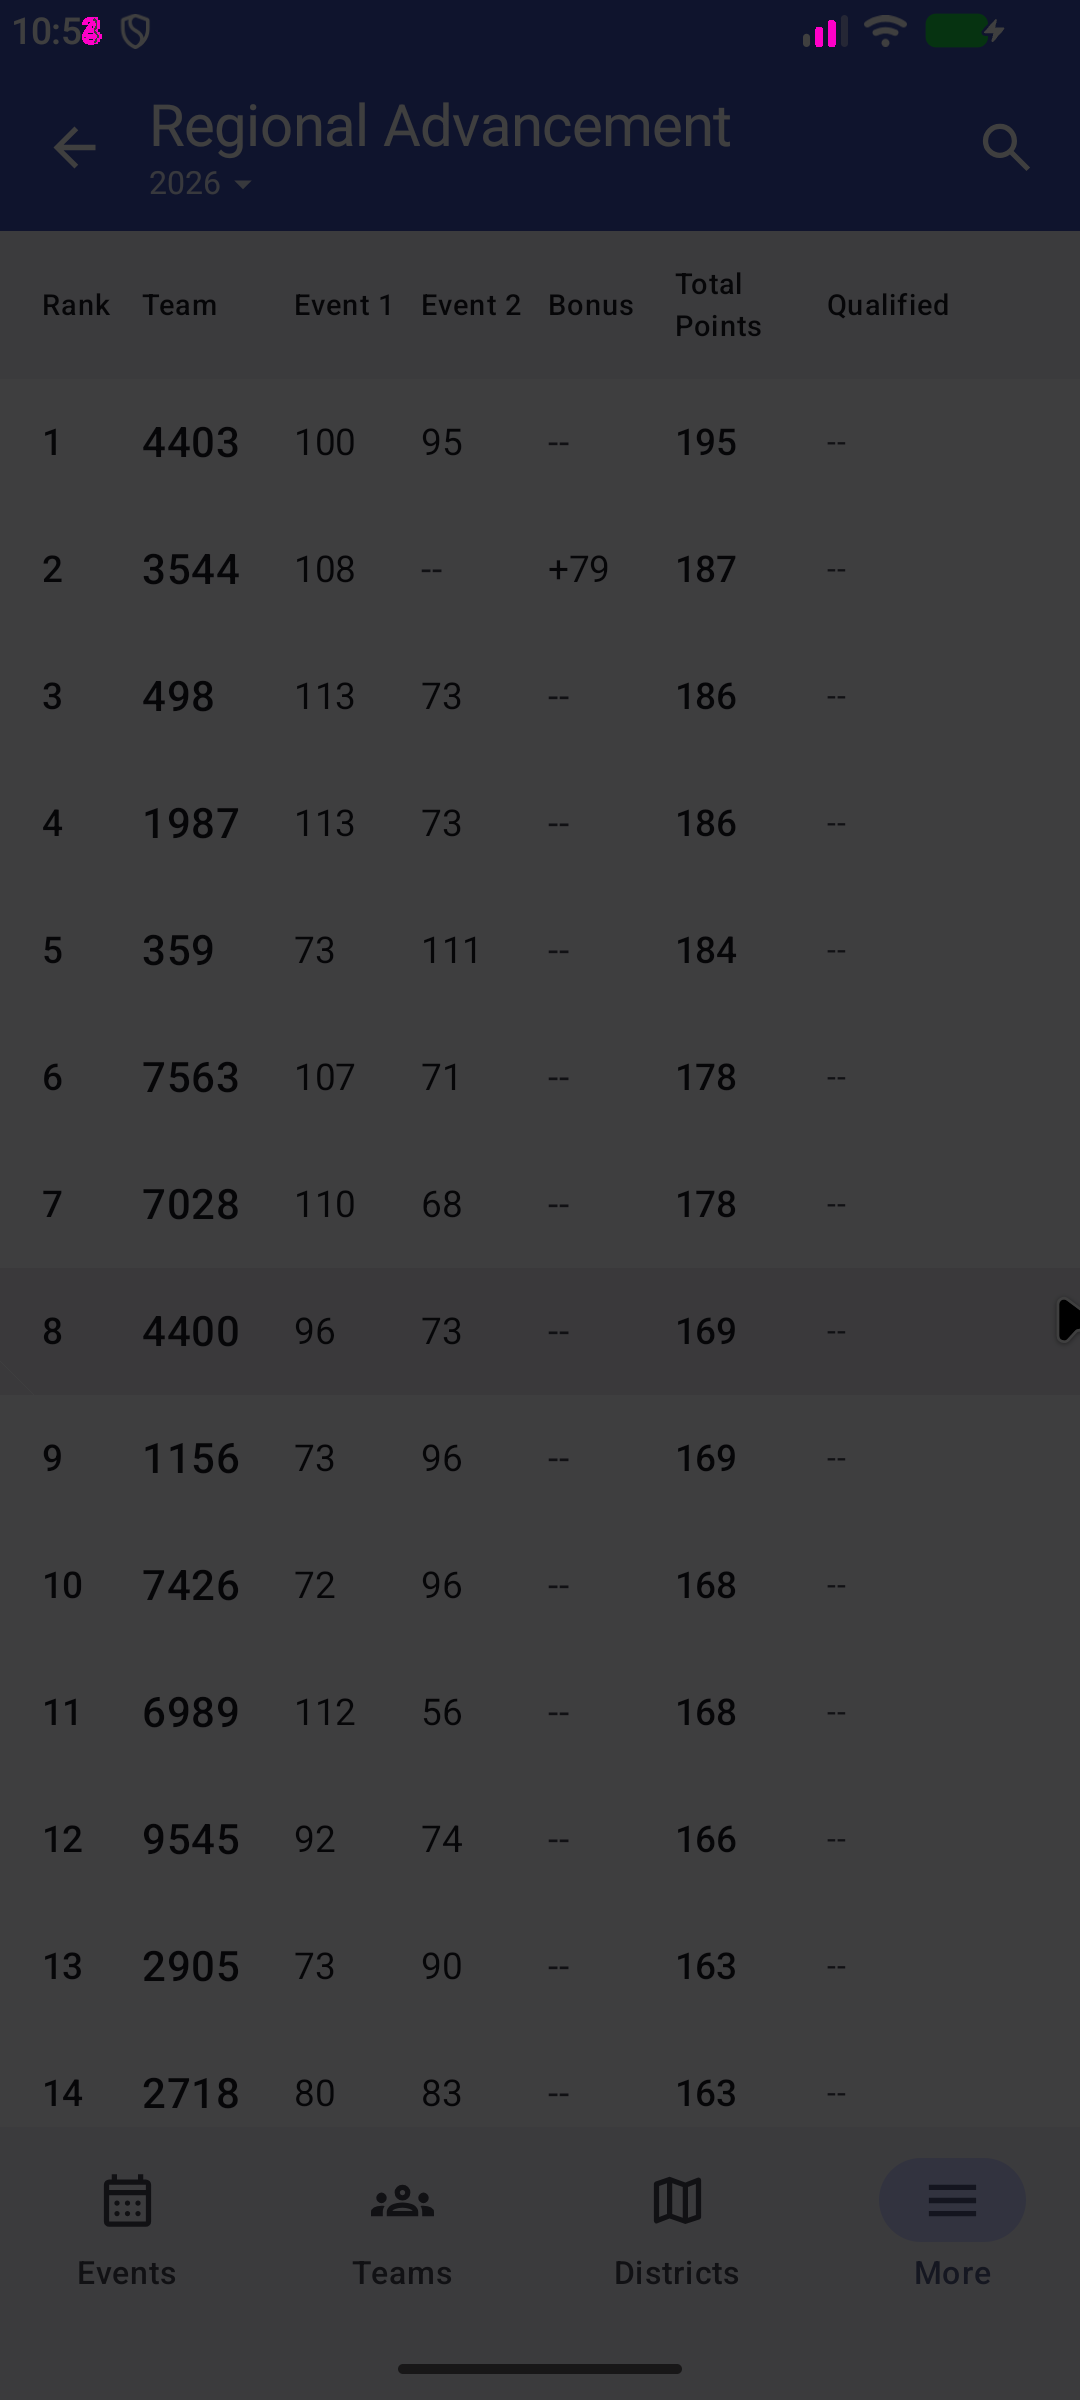 10:5
Regional Advancement
2026
Rank Team Event 1 Event 2 Bonus Total Points Qualified
1 4403 100 95 -- 195 --
2 3544 108 -- +79 187 --
3 498 113 73 -- 186 --
4 1987 113 73 -- 186 --
5 359 73 111 -- 184 --
6 7563 107 71 -- 178 --
7 7028 110 68 -- 178 --
8 4400 96 73 -- 169 --
9 1156 73 96 -- 169 --
10 7426 72 96 -- 168 --
11 6989 112 56 -- 168 --
12 9545 92 74 -- 166 --
13 2905 73 90 -- 163 --
14 2718 80 83 -- 163 --
Events Teams Districts More